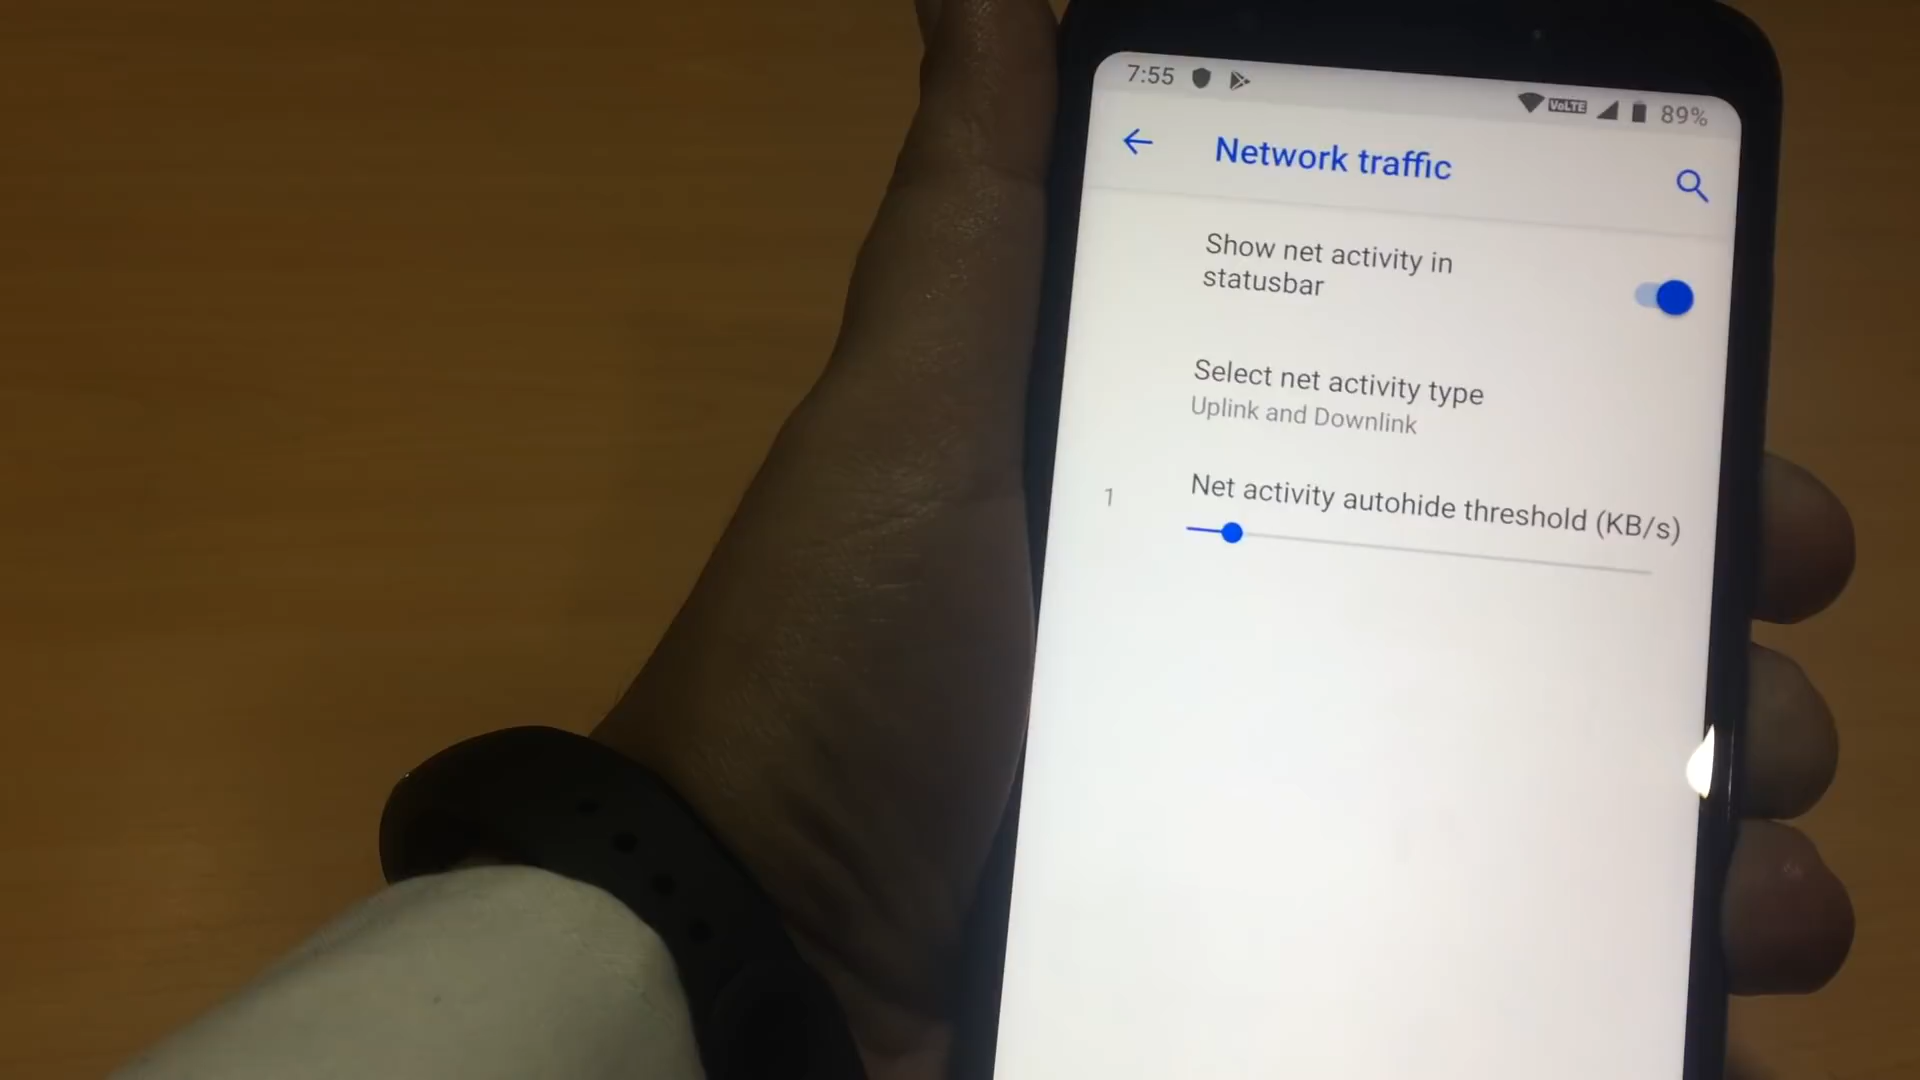 7:55
VoLTE
89%
Network traffic
Show net activity in
statusbar
Select net activity type
Uplink and Downlink
1
Net activity autohide threshold (KB/s)